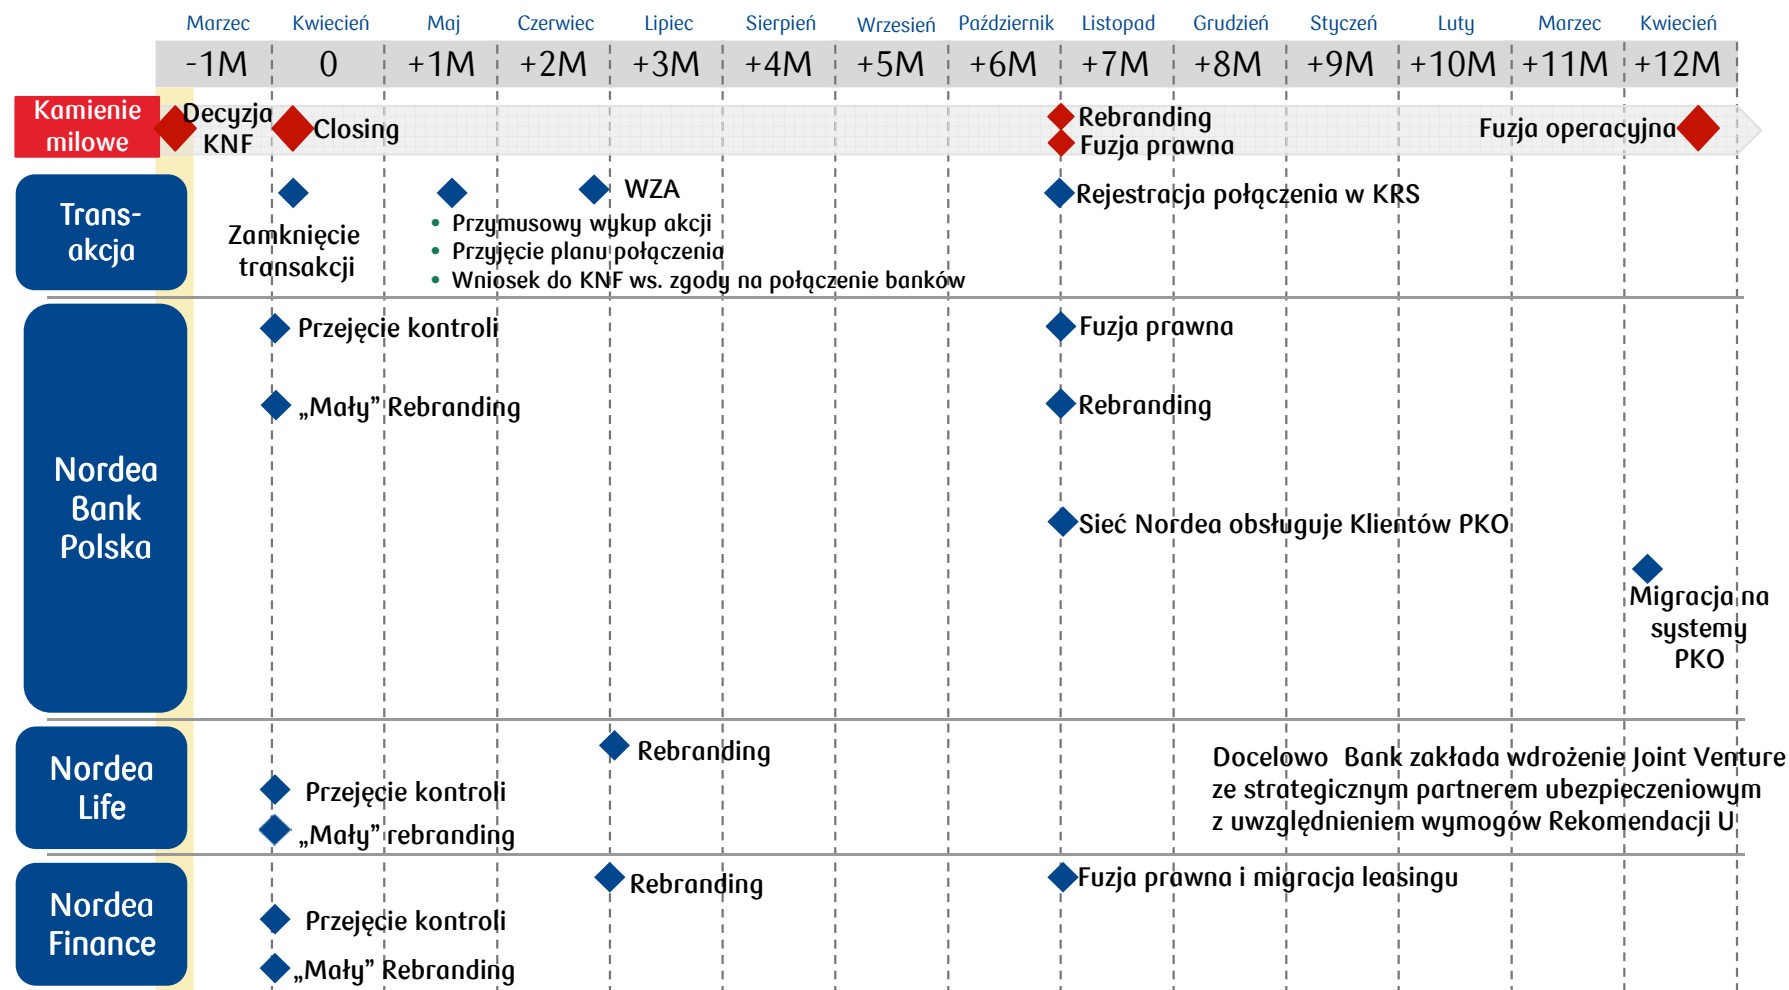 Marzec Kwiecień Maj Czerwiec Lipiec Sierpień Wrzesień Październik Listopad Grudzień Styczeń Luty Marzec Kwiecień
-1M 0 +1M +2M +3M +4M +5M +6M +7M +8M +9M +10M +11M +12M
Kamienie
milowe
Decyzja
KNF
Closing
Rebranding
Fuzja prawna
Fuzja operacyjna
Trans-
akcja
Zamknięcie
transakcji
WZA
• Przymusowy wykup akcji
• Przyjęcie planu połączenia
• Wniosek do KNF ws. zgody na połączenie banków
Rejestracja połączenia w KRS
Nordea
Bank
Polska
Przejęcie kontroli
Fuzja prawna
„Mały” Rebranding
Rebranding
Sieć Nordea obsługuje Klientów PKO
Migracja na
systemy
PKO
Nordea
Life
Rebranding
Przejęcie kontroli
„Mały” rebranding
Docelowo Bank zakłada wdrożenie Joint Venture
ze strategicznym partnerem ubezpieczeniowym
z uwzględnieniem wymogów Rekomendacji U
Nordea
Finance
Rebranding
Fuzja prawna i migracja leasingu
Przejęcie kontroli
„Mały” Rebranding